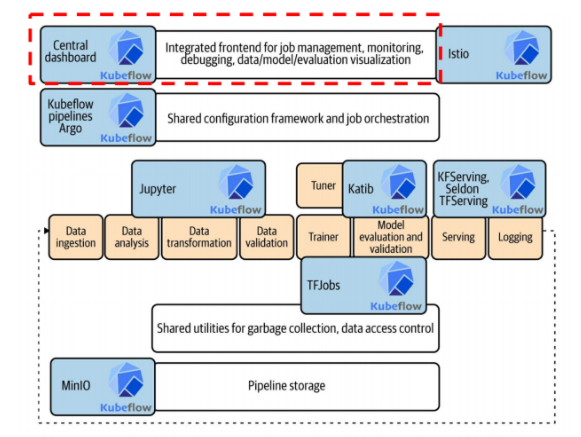 Central
dashboard
Kubeflow
Integrated frontend for job management, monitoring,
debugging, data/model/evaluation visualization
Istio
Kubeflow
Kubeflow
pipelines
Argo
Kubeflow
Shared configuration framework and job orchestration
Jupyter
Kubeflow
Tuner
Katib
Kubeflow
KFServing,
Seldon
TFServing
Kubeflow
Data
ingestion
Data
analysis
Data
transformation
Data
validation
Trainer
Model
evaluation and
validation
Serving
Logging
TFJobs
Kubeflow
Shared utilities for garbage collection, data access control
MinIO
Kubeflow
Pipeline storage